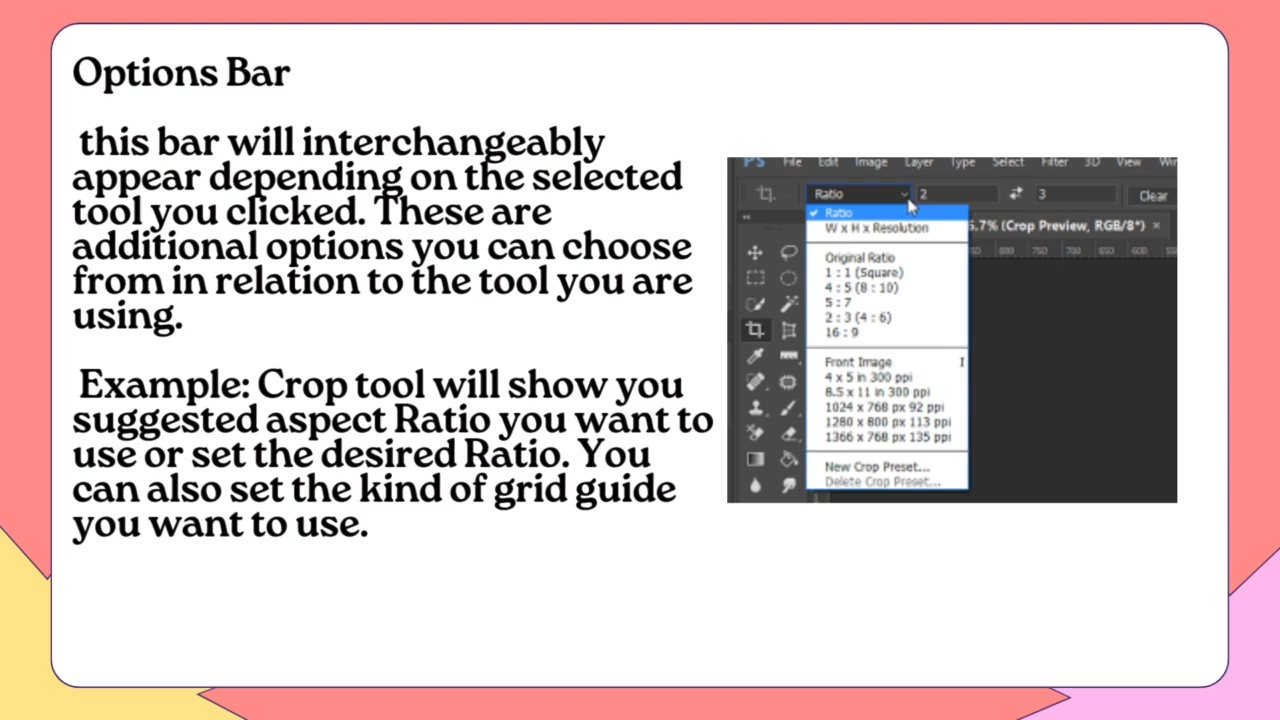 Options Bar
this bar will interchangeably
appear depending on the selected
tool you clicked. These are
additional options you can choose
from in relation to the tool you are
using.
Example: Crop tool will show you
suggested aspect Ratio you want to
use or set the desired Ratio. You
can also set the kind of grid guide
you want to use.
PS File Edit Image Layer Type Select Filter 3D View
Ratio 2 3 Clear
Ratio
W x H x Resolution
5.7% (Crop Preview, RGB/8*) ×
Original Ratio
1 : 1 (Square)
4 : 5 (8 : 10)
5 : 7
2 : 3 (4 : 6)
16 : 9
Front Image I
4 x 5 in 300 ppi
8.5 x 11 in 300 ppi
1024 x 768 px 92 ppi
1280 x 800 px 113 ppi
1366 x 768 px 135 ppi
New Crop Preset...
Delete Crop Preset...